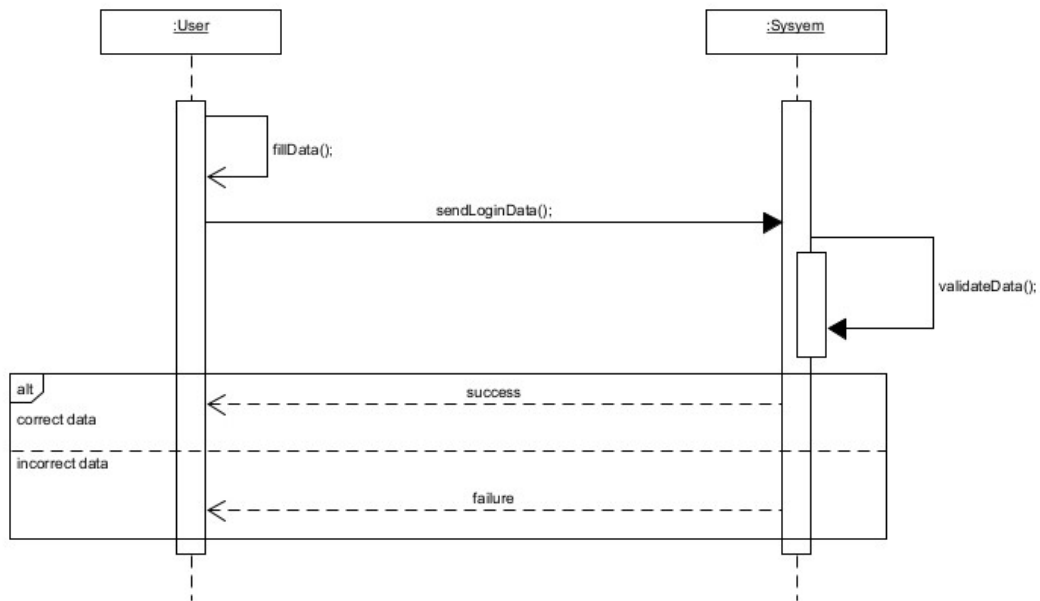 :User
:Sysyem
fillData();
sendLoginData();
validateData();
alt
success
correct data
incorrect data
failure